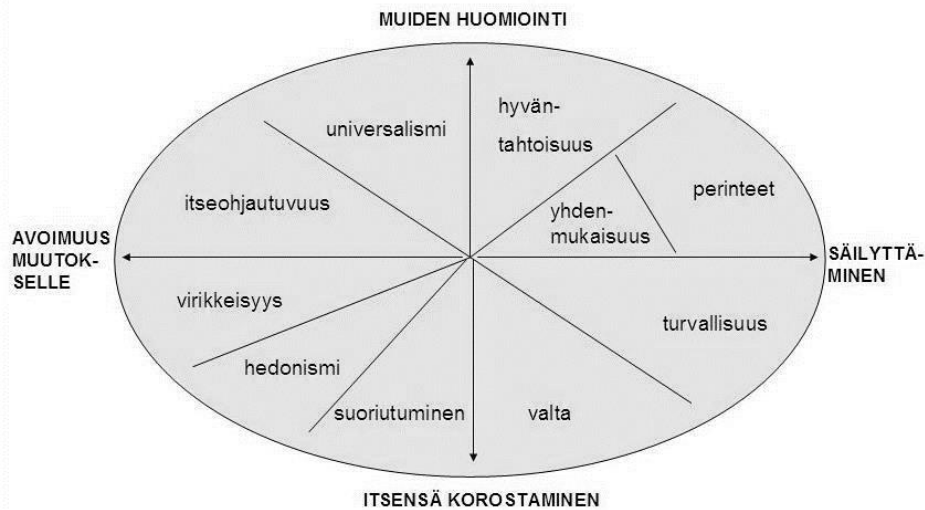 MUIDEN HUOMIOINTI
hyvän-
tahtoisuus
universalismi
perinteet
itseohjautuvuus
yhden-
mukaisuus
AVOIMUUS
MUUTOK-
SELLE
SÄILYTTÄ-
MINEN
virikkeisyys
turvallisuus
hedonismi
suoriutuminen
valta
ITSENSÄ KOROSTAMINEN